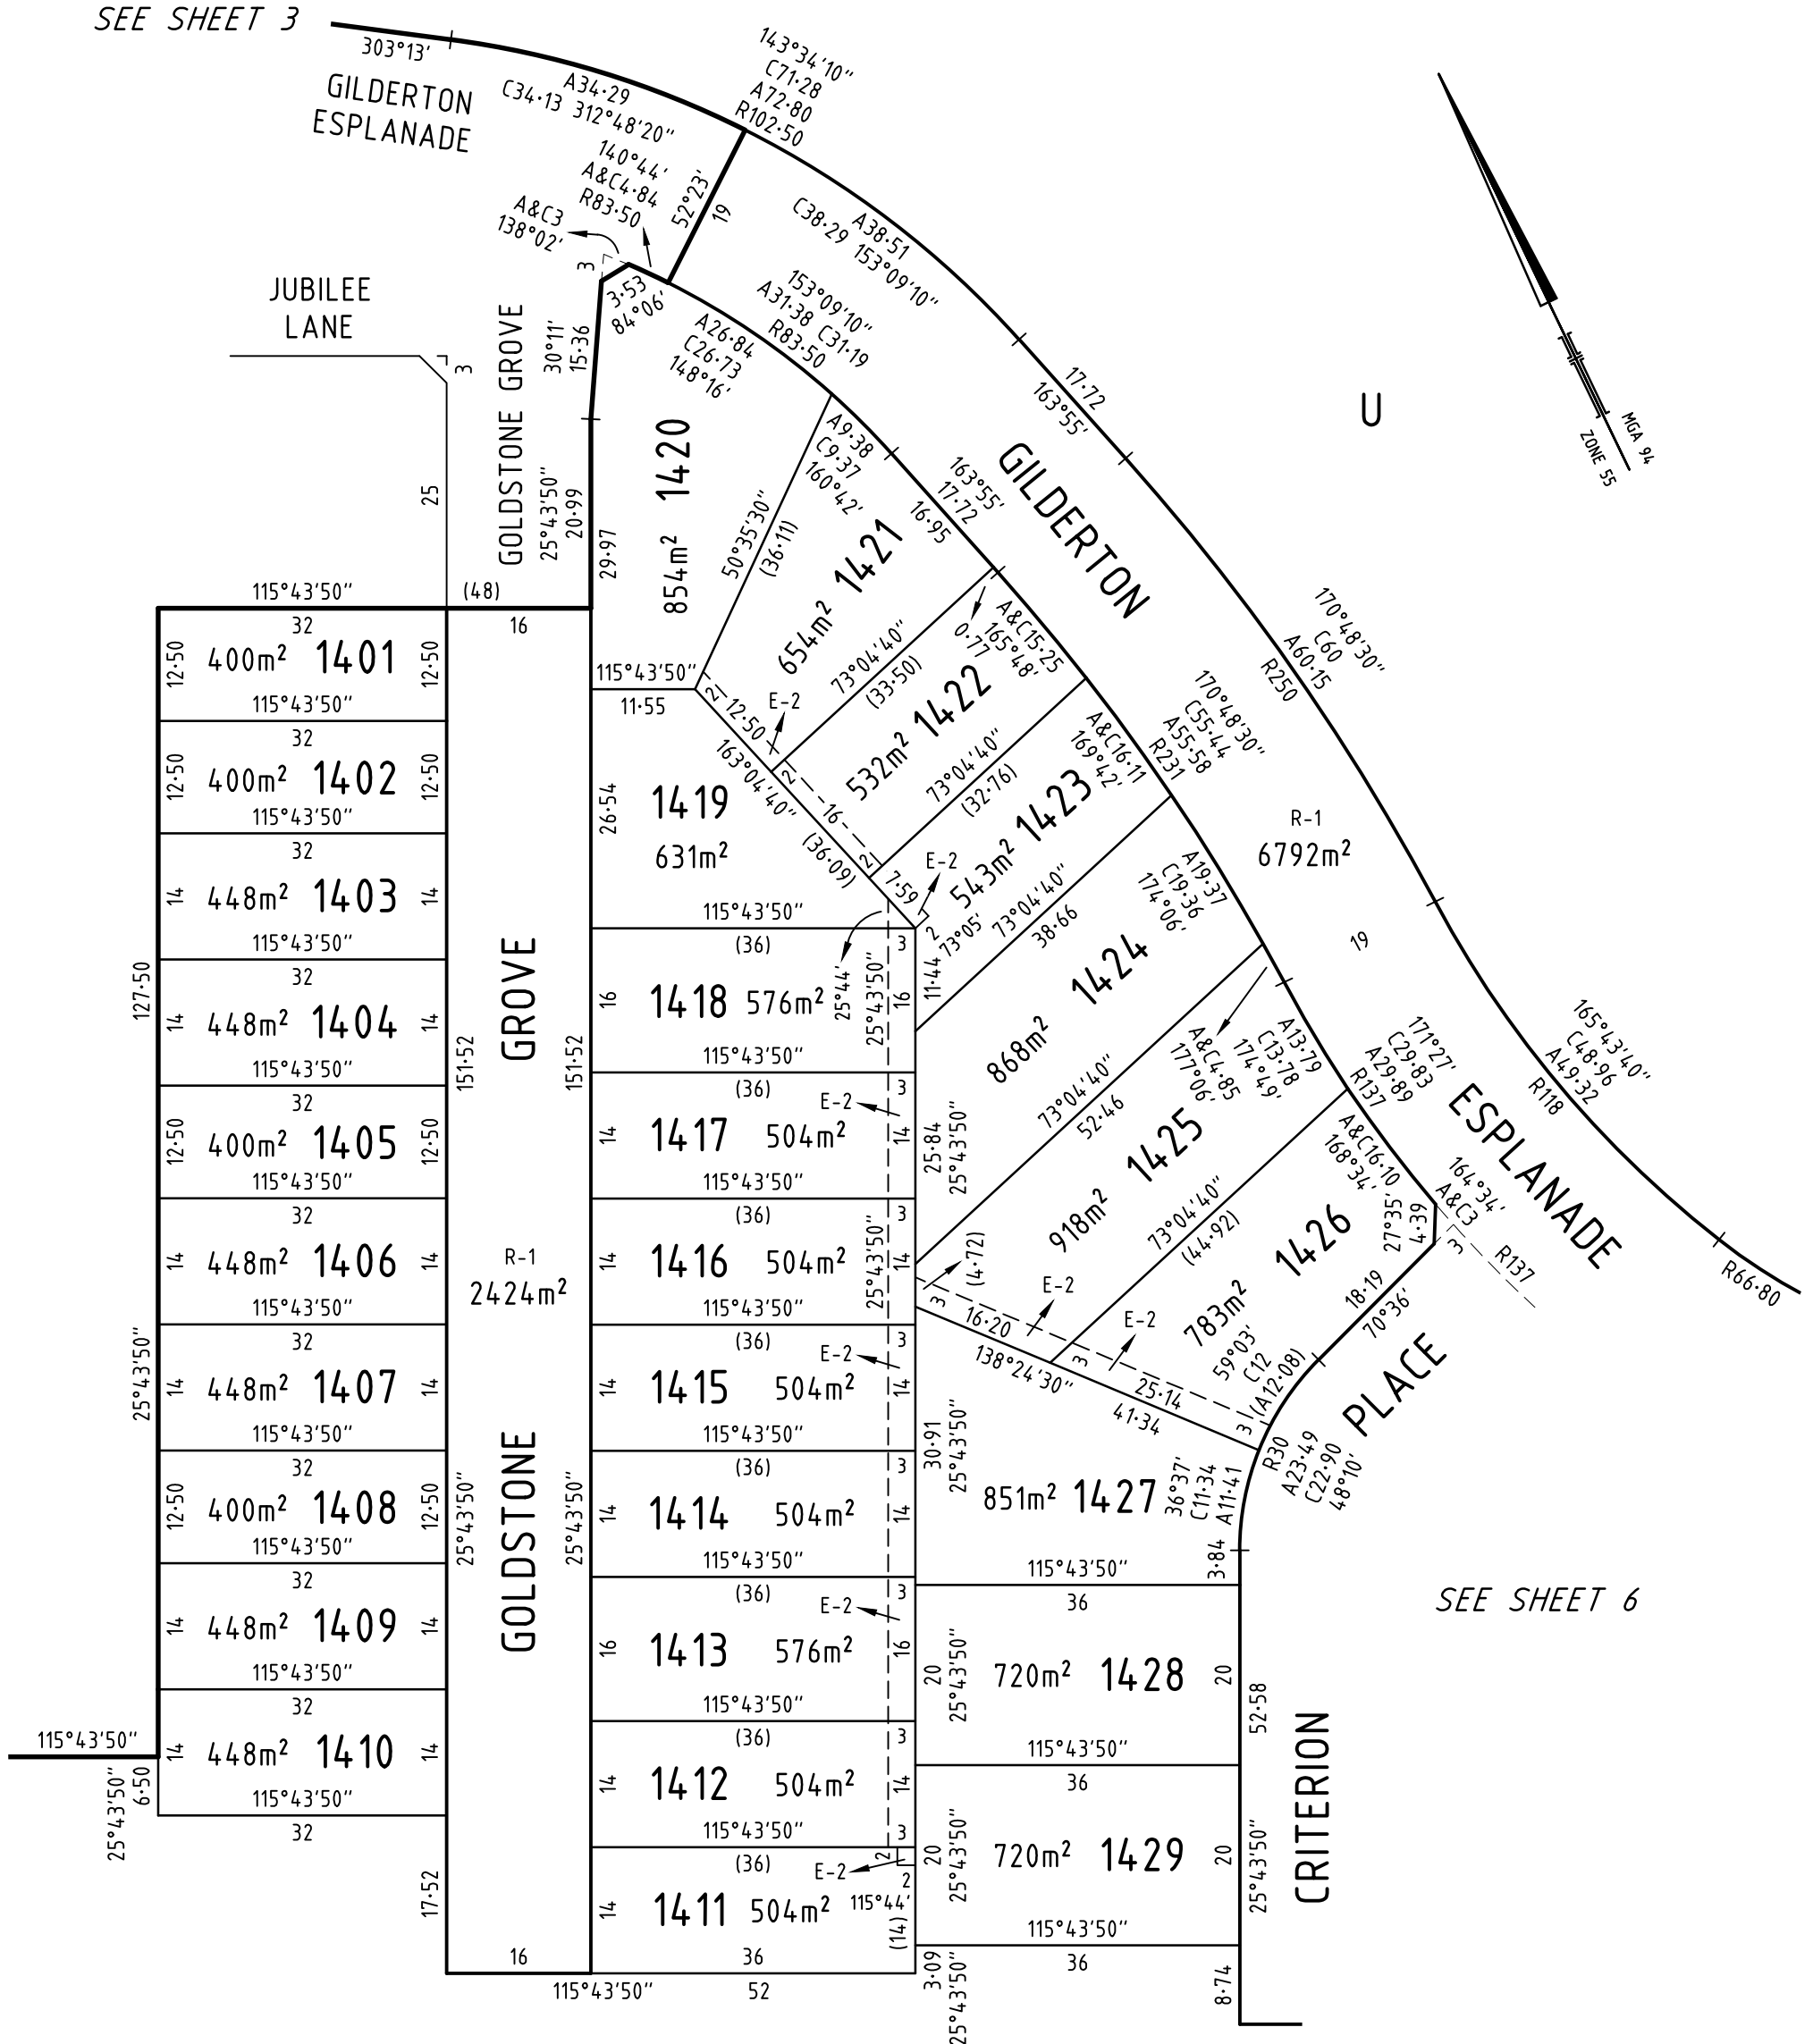 SEE SHEET 3
303°13'
GILDERTON
ESPLANADE
A34·29
C34·13 312°48'20"
143°34'10"
C71·28
A72·80
R102·50
140°44'
A&C4·84
R83·50
52°23'
19
A&C3
138°02'
3
3·53
84°06'
JUBILEE
LANE
3
25
GOLDSTONE GROVE
30°11'
15·36
25°43'50"
20·99
29·97
A38·51
C38·29 153°09'10"
153°09'10"
A31·38 C31·19
R83·50
A26·84
C26·73
148°16'
17·72
163°55'
U
MGA 94
ZONE 55
1420
854m²
50°35'30"
(36·11)
A9·38
C9·37
160°42'
163°55'
17·72
16·95
GILDERTON
1421
654m²
73°04'40"
(33·50)
0·77
A&C15·25
165°48'
1422
532m²
73°04'40"
(32·76)
A&C16·11
169°42'
170°48'30"
C55·44
A55·58
R231
170°48'30"
C60
A60·15
R250
115°43'50"
(48)
32
16
12·50
400m² 1401
12·50
115°43'50"
32
12·50
400m² 1402
12·50
115°43'50"
32
14
448m² 1403
14
115°43'50"
32
14
448m² 1404
14
115°43'50"
32
12·50
400m² 1405
12·50
115°43'50"
32
14
448m² 1406
14
115°43'50"
32
14
448m² 1407
14
115°43'50"
32
12·50
400m² 1408
12·50
115°43'50"
32
14
448m² 1409
14
115°43'50"
32
14
448m² 1410
14
115°43'50"
32
127·50
25°43'50"
115°43'50"
25°43'50"
6·50
151·52
25°43'50"
17·52
GROVE
R-1
2424m²
GOLDSTONE
16
151·52
25°43'50"
115°43'50"
11·55
2
12·50
E-2
2
16
2
7·59
E-2
2
163°04'40"
(36·09)
26·54
1419
631m²
115°43'50"
(36)
3
16
1418 576m²
16
25°44'
25°43'50"
115°43'50"
(36)
3
E-2
14
1417 504m²
14
115°43'50"
(36)
3
14
1416 504m²
14
25°43'50"
115°43'50"
(36)
3
E-2
14
1415 504m²
14
115°43'50"
(36)
3
14
1414 504m²
14
115°43'50"
(36)
3
E-2
16
1413 576m²
16
115°43'50"
(36)
3
14
1412 504m²
14
115°43'50"
3
(36)
2
E-2
2
14
1411 504m²
115°44'
(14)
36
115°43'50"
52
543m² 1423
73°04'40"
73°05'
38·66
11·44
A19·37
C19·36
174°06'
R-1
6792m²
19
1424
868m²
73°04'40"
52·46
25·84
25°43'50"
A&C4·85
177°06'
A13·79
C13·78
174°49'
171°27'
C29·83
A29·89
R137
165°43'40"
C48·96
A49·32
R118
ESPLANADE
1425
918m²
73°04'40"
(44·92)
A&C16·10
168°34'
164°34'
A&C3
27°35'
4·39
3
R137
R66·80
(4·72)
3
16·20
E-2
138°24'30"
3
E-2
25·14
41·34
3
1426
783m²
59°03'
C12
(A12·08)
18·19
70°36'
PLACE
R30
A23·49
C22·90
48°10'
30·91
25°43'50"
851m² 1427
36°37'
C11·34
A11·41
3·84
115°43'50"
36
20
25°43'50"
720m² 1428
20
52·58
115°43'50"
36
20
25°43'50"
720m² 1429
20
25°43'50"
115°43'50"
36
3·09
25°43'50"
8·74
CRITERION
SEE SHEET 6